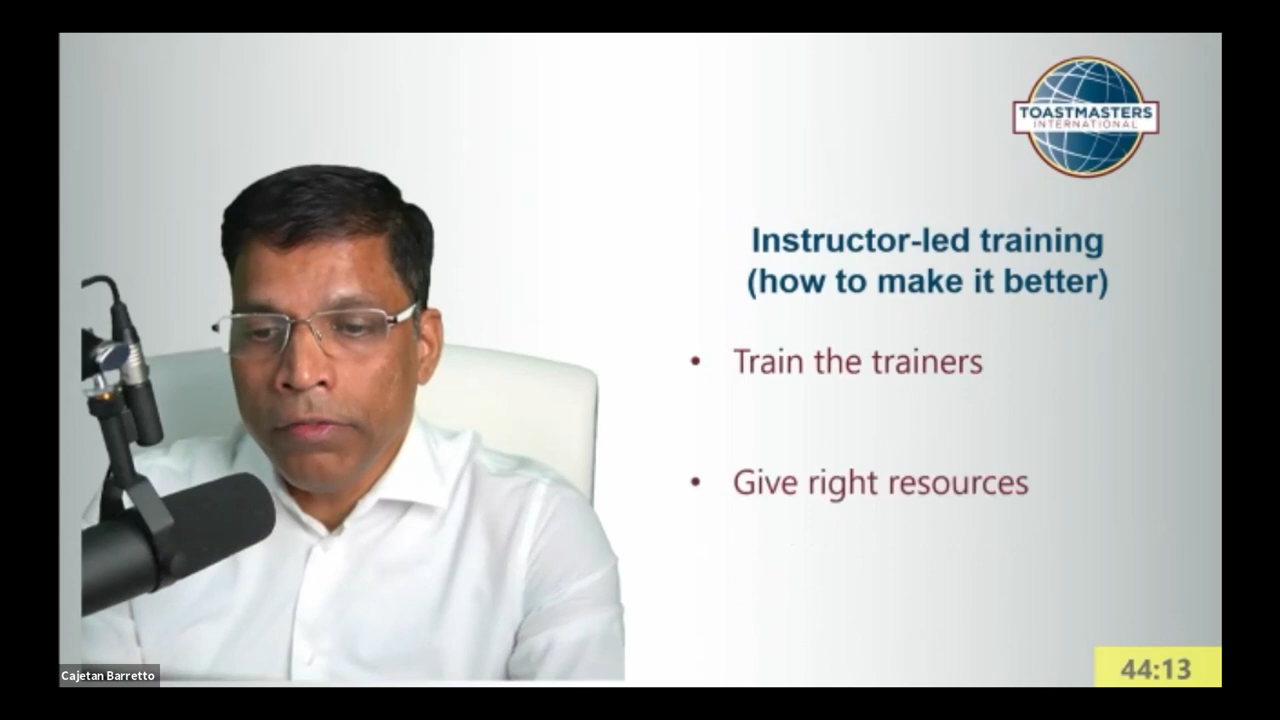 TOASTMASTERS
INTERNATIONAL
Instructor-led training
(how to make it better)
• Train the trainers
• Give right resources
Cajetan Barretto
44:13